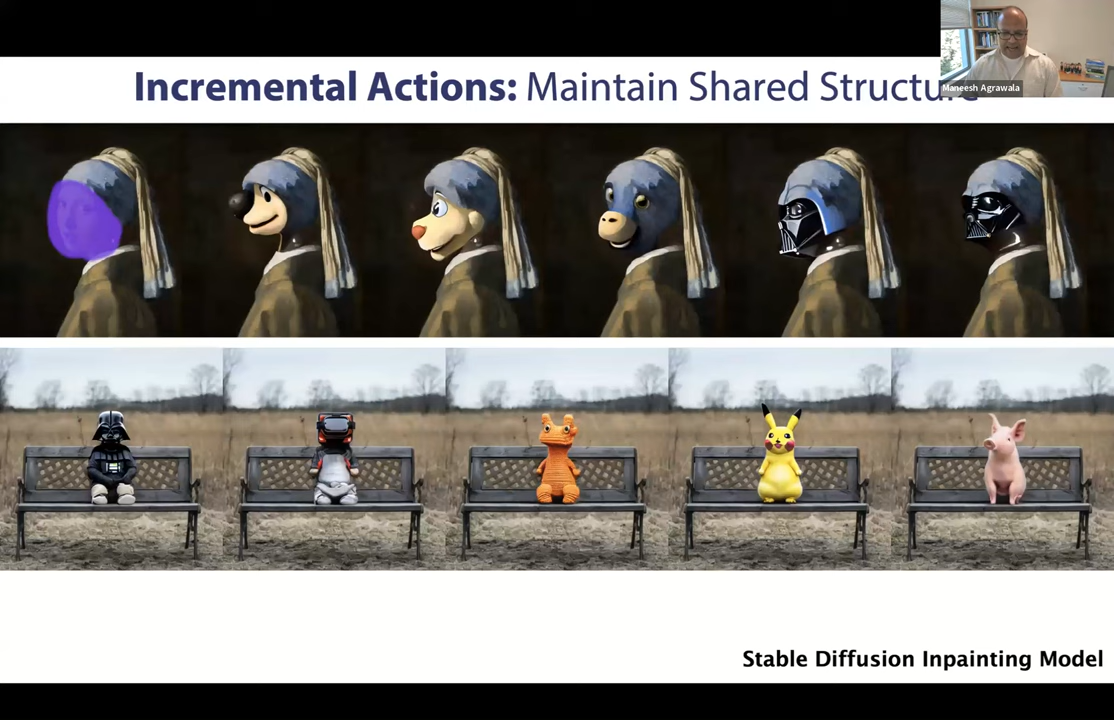 Incremental Actions: Maintain Shared Structure
Maneesh Agrawala
Stable Diffusion Inpainting Model